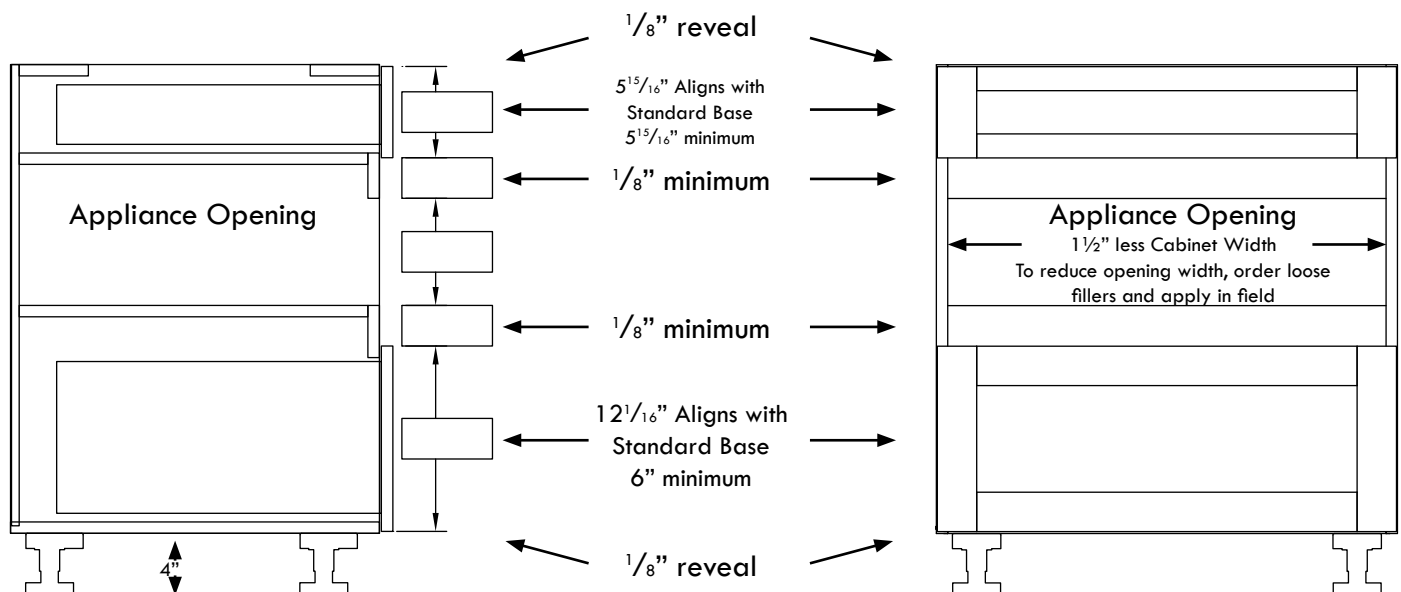 1/8” reveal
5 15/16” Aligns with
Standard Base
5 15/16” minimum
1/8” minimum
Appliance Opening
Appliance Opening
1½” less Cabinet Width
To reduce opening width, order loose
fillers and apply in field
1/8” minimum
12 1/16” Aligns with
Standard Base
6” minimum
4”
1/8” reveal